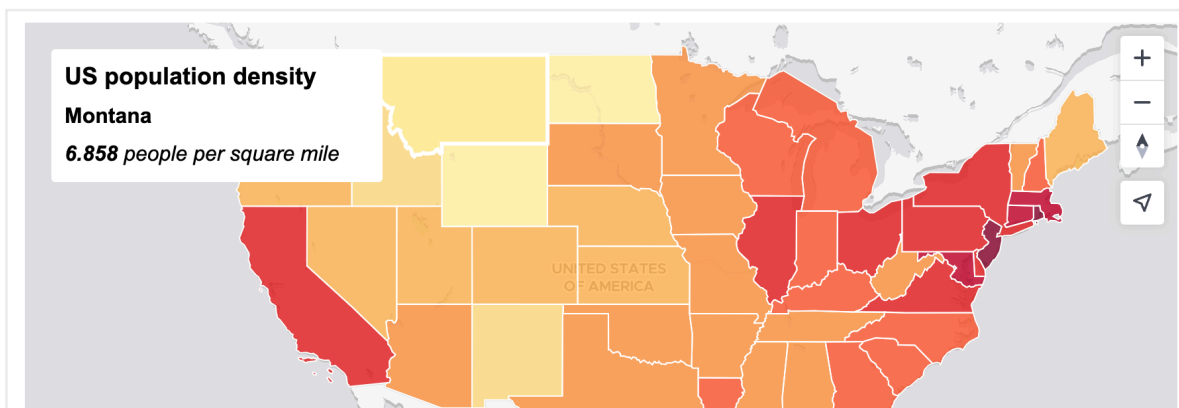 US population density
Montana
6.858 people per square mile
UNITED STATES
OF AMERICA